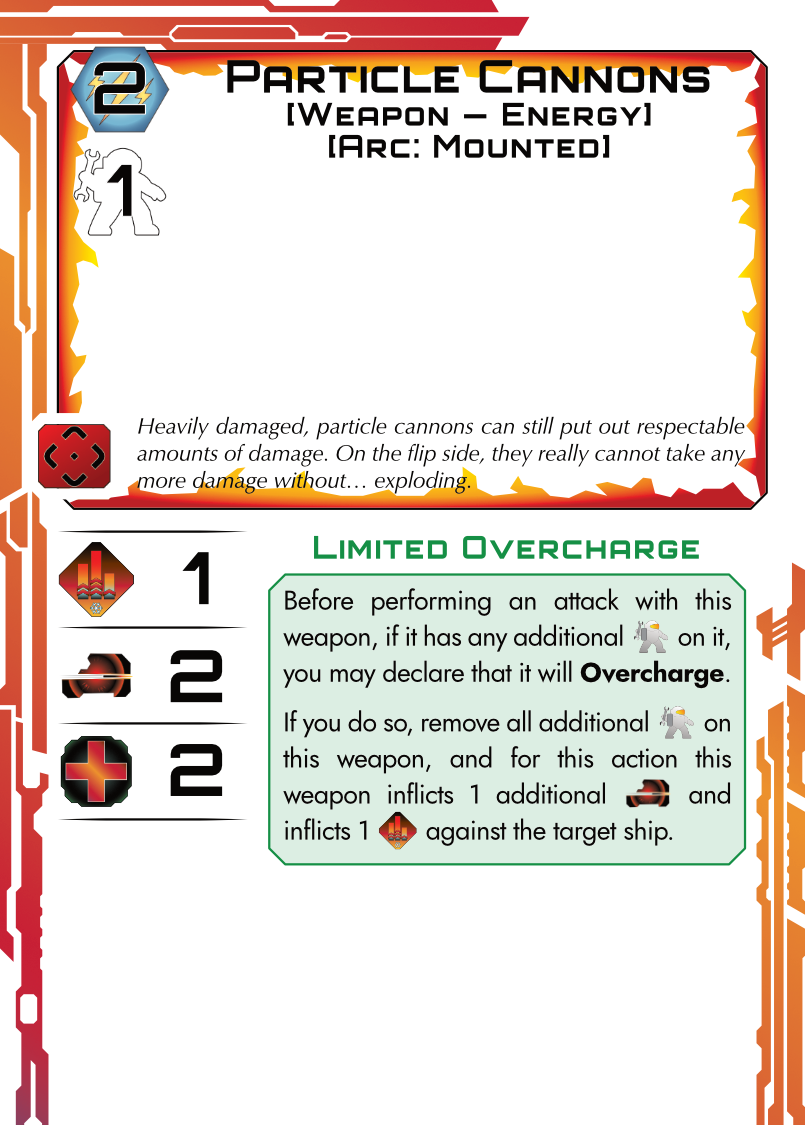 2
PARTICLE CANNONS
[WEAPON – ENERGY]
[ARC: MOUNTED]
1
Heavily damaged, particle cannons can still put out respectable
amounts of damage. On the flip side, they really cannot take any
more damage without… exploding.
1
2
2
LIMITED OVERCHARGE
Before performing an attack with this
weapon, if it has any additional on it,
you may declare that it will Overcharge.
If you do so, remove all additional on
this weapon, and for this action this
weapon inflicts 1 additional and
inflicts 1 against the target ship.